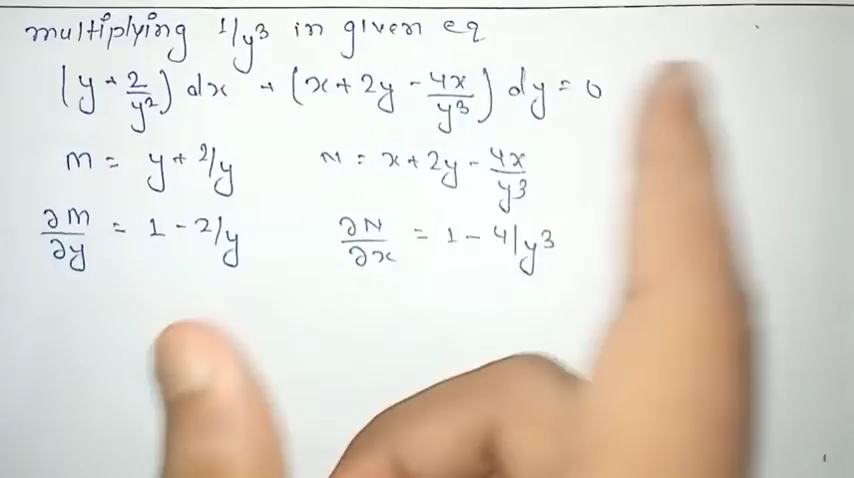 multiplying 1/y³ in given eq
(y + 2/y²) dx + (x + 2y - 4x/y³) dy = 0
M = y + 2/y N = x + 2y - 4x/y³
∂M/∂y = 1 - 2/y ∂N/∂x = 1 - 4/y³